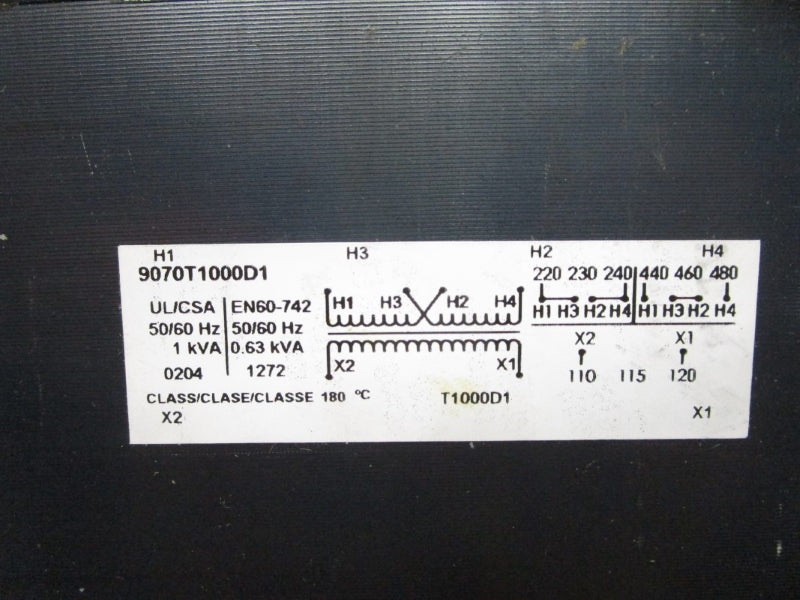 H1 H3 H2 H4
9070T1000D1 220 230 240 440 460 480
UL/CSA EN60-742 H1 H3 H2 H4 H1 H3 H2 H4 H1 H3 H2 H4
50/60 Hz 50/60 Hz
1 kVA 0.63 kVA X2 X1 X2 X1
0204 1272 110 115 120
CLASS/CLASE/CLASSE 180 °C T1000D1
X2 X1